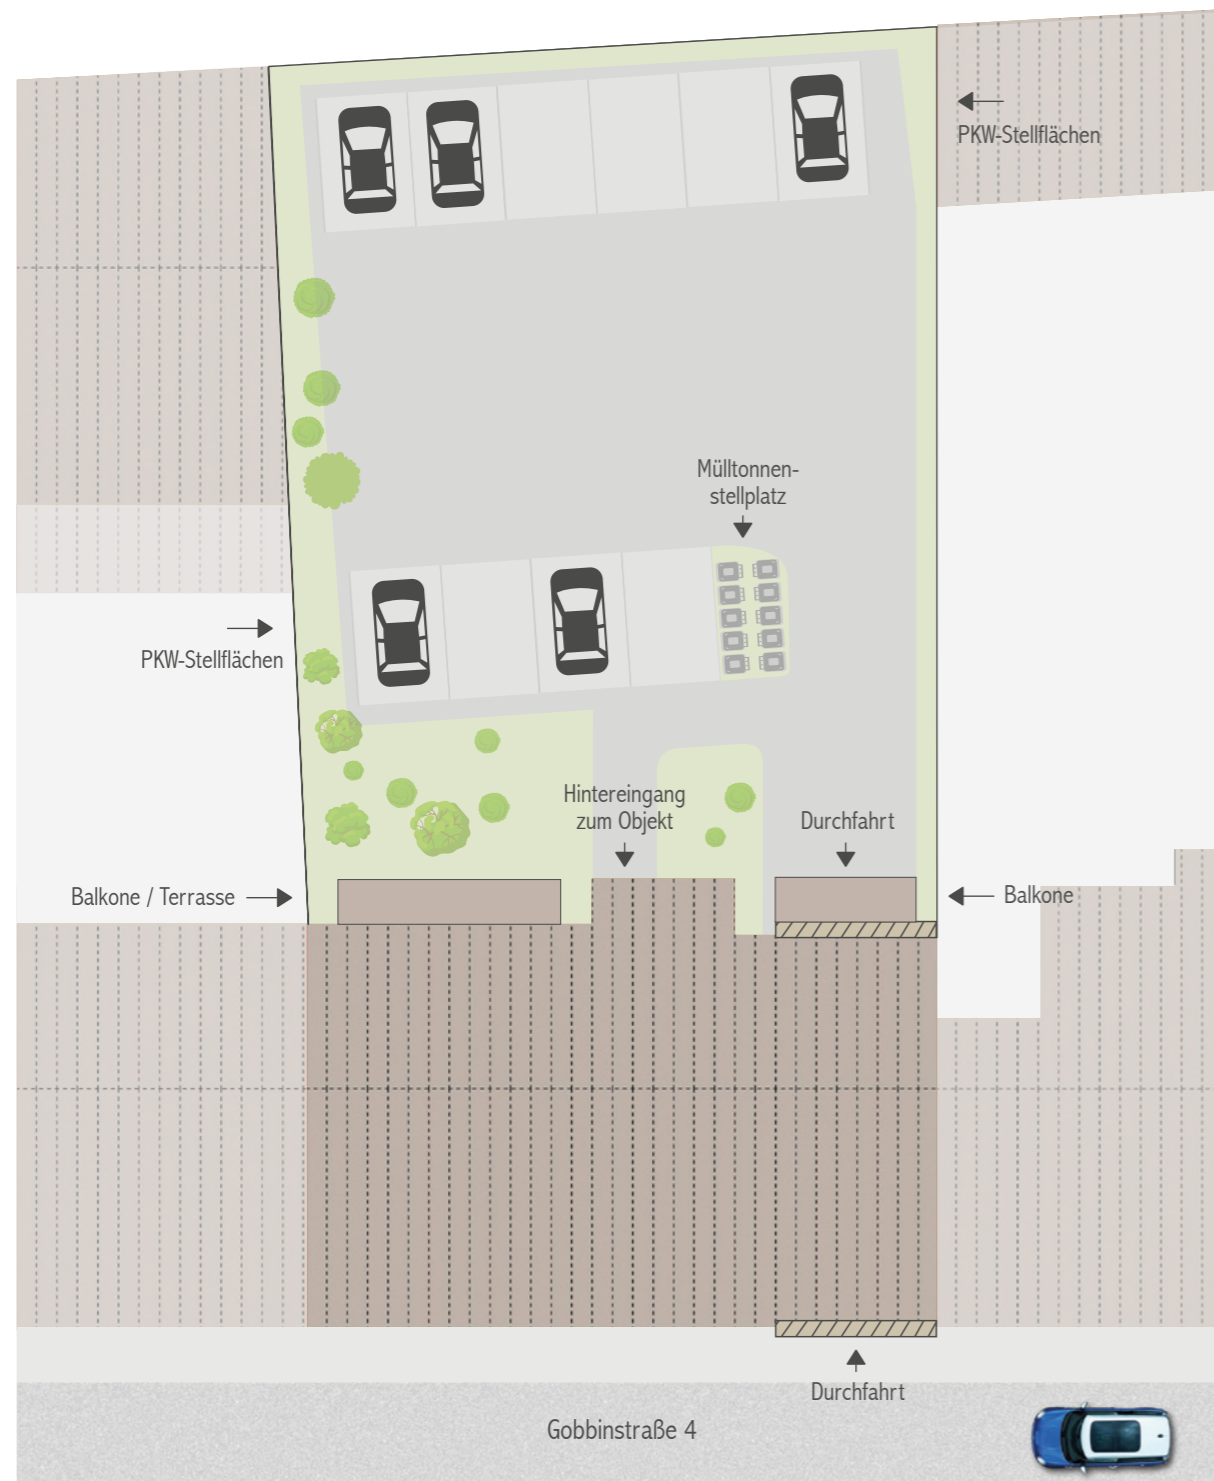 PKW-Stellflächen
Mülltonnen-
stellplatz
PKW-Stellflächen
Hintereingang
zum Objekt
Durchfahrt
Balkone / Terrasse
Balkone
Durchfahrt
Gobbinstraße 4